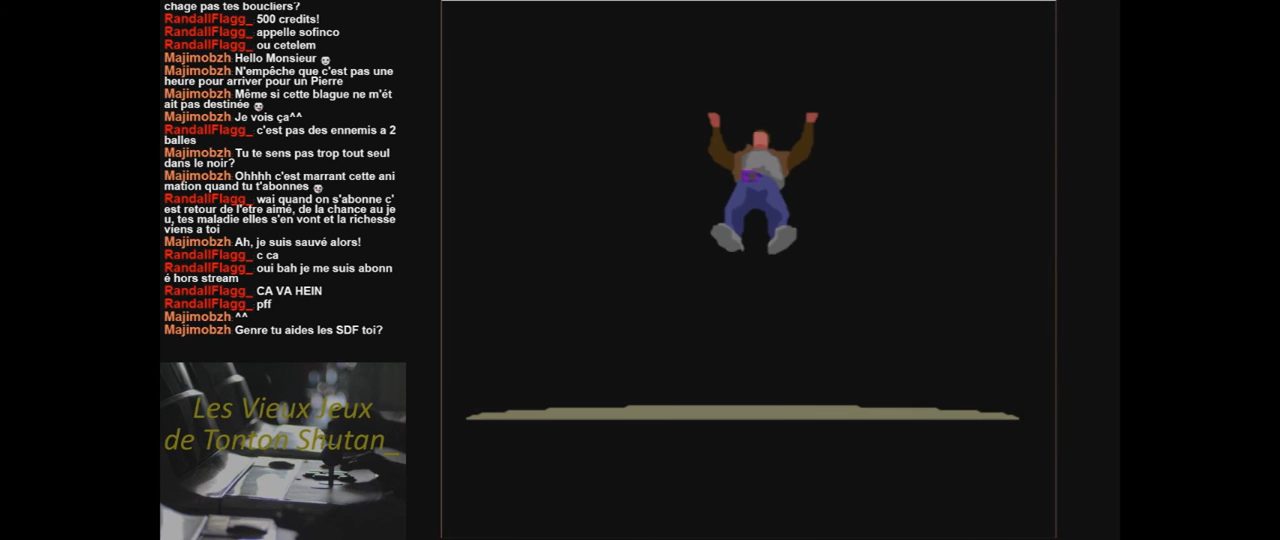 chage pas tes boucliers?
RandallFlagg_ 500 credits!
RandallFlagg_ appelle sofinco
RandallFlagg_ ou cetelem
Majimobzh Hello Monsieur
Majimobzh N'empêche que c'est pas une
heure pour arriver pour un Pierre
Majimobzh Même si cette blague ne m'ét
ait pas destinée
Majimobzh Je vois ça^^
RandallFlagg_ c'est pas des ennemis a 2
balles
Majimobzh Tu te sens pas trop tout seul
dans le noir?
Majimobzh Ohhhh c'est marrant cette ani
mation quand tu t'abonnes
RandallFlagg_ wai quand on s'abonne c'
est retour de l'etre aimé, de la chance au je
u, tes maladie elles s'en vont et la richesse
viens a toi
Majimobzh Ah, je suis sauvé alors!
RandallFlagg_ c ca
RandallFlagg_ oui bah je me suis abonn
é hors stream
RandallFlagg_ CA VA HEIN
RandallFlagg_ pff
Majimobzh ^^
Majimobzh Genre tu aides les SDF toi?
Les Vieux Jeux
de Tonton Shutan_